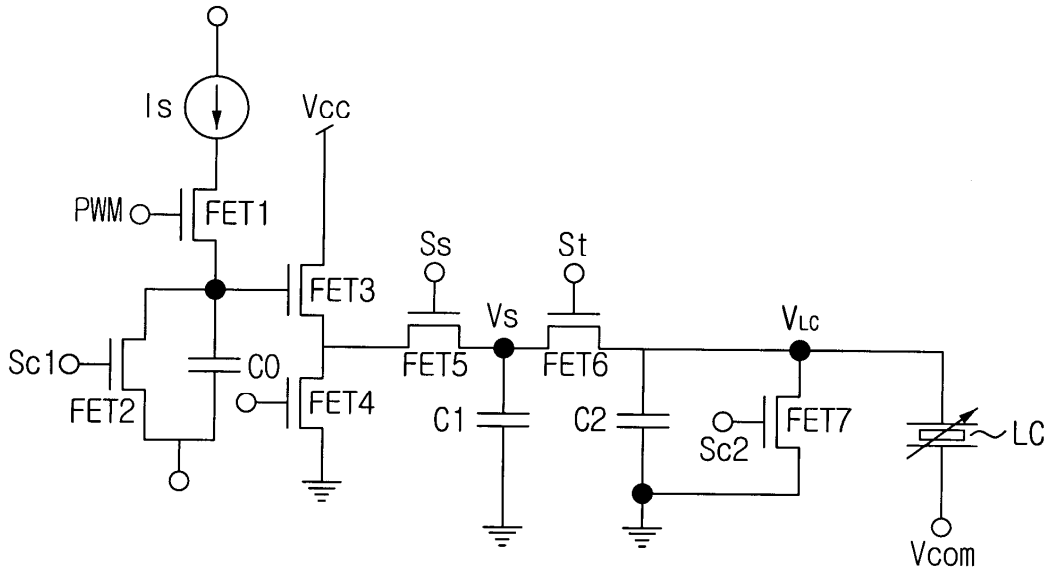 Is
Vcc
PWM
FET1
Ss
St
FET3
Vs
VLC
Sc1
C0
FET5
FET6
FET2
FET4
C1
C2
FET7
Sc2
LC
Vcom